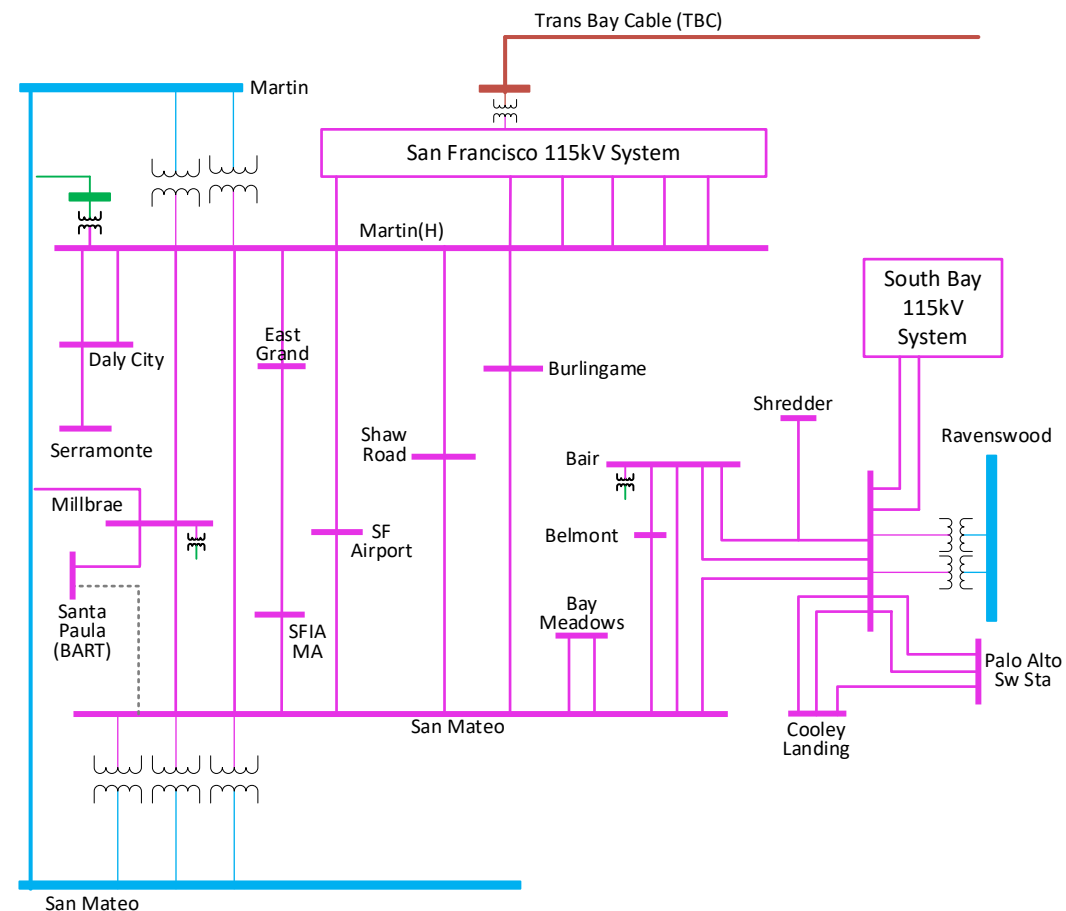 Trans Bay Cable (TBC)
Martin
San Francisco 115kV System
Martin(H)
South Bay
115kV
System
East
Grand
Daly City
Burlingame
Shredder
Serramonte
Shaw
Road
Ravenswood
Bair
Millbrae
SF
Airport
Belmont
Santa
Paula
(BART)
Bay
Meadows
SFIA
MA
Palo Alto
Sw Sta
San Mateo
Cooley
Landing
San Mateo